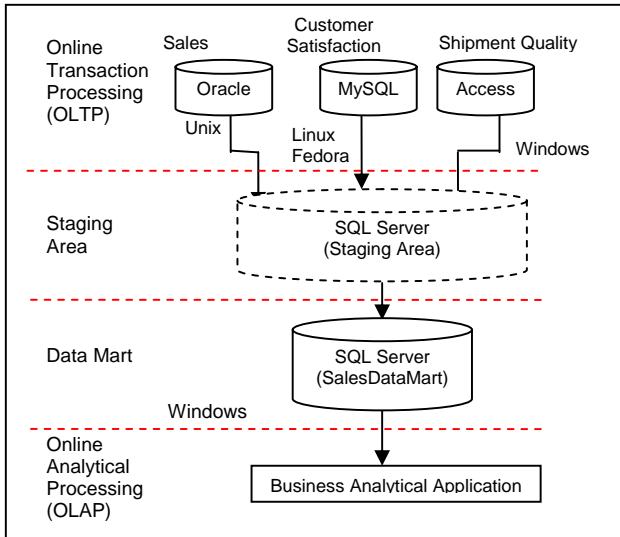 Online
Transaction
Processing
(OLTP)
Sales
Customer
Satisfaction
Shipment Quality
Oracle
MySQL
Access
Unix
Linux
Fedora
Windows
Staging
Area
SQL Server
(Staging Area)
Data Mart
SQL Server
(SalesDataMart)
Windows
Online
Analytical
Processing
(OLAP)
Business Analytical Application